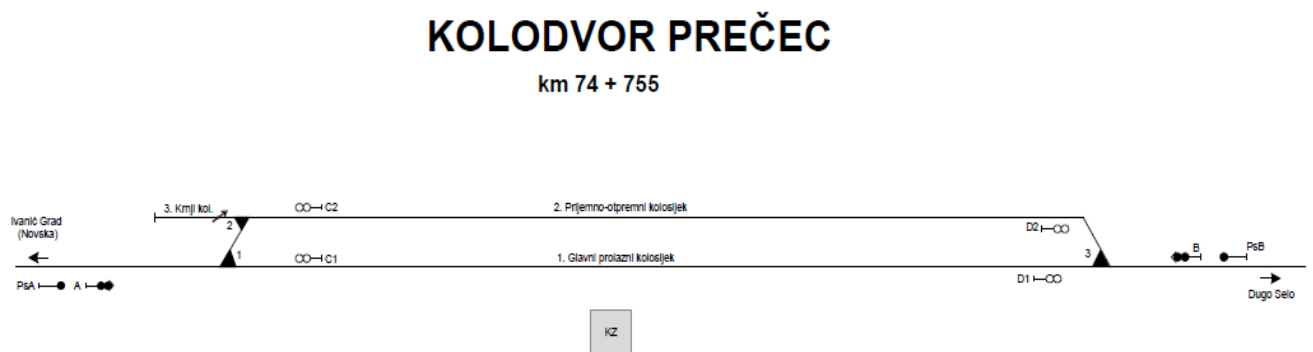 KOLODVOR PREČEC
km 74 + 755
3. Krnji kol.
C2
2. Prijemno-otpremni kolosijek
Ivanić Grad
(Novska)
2
D2
1
C1
1. Glavni prolazni kolosijek
3
B
PsB
PsA
A
D1
Dugo Selo
KZ